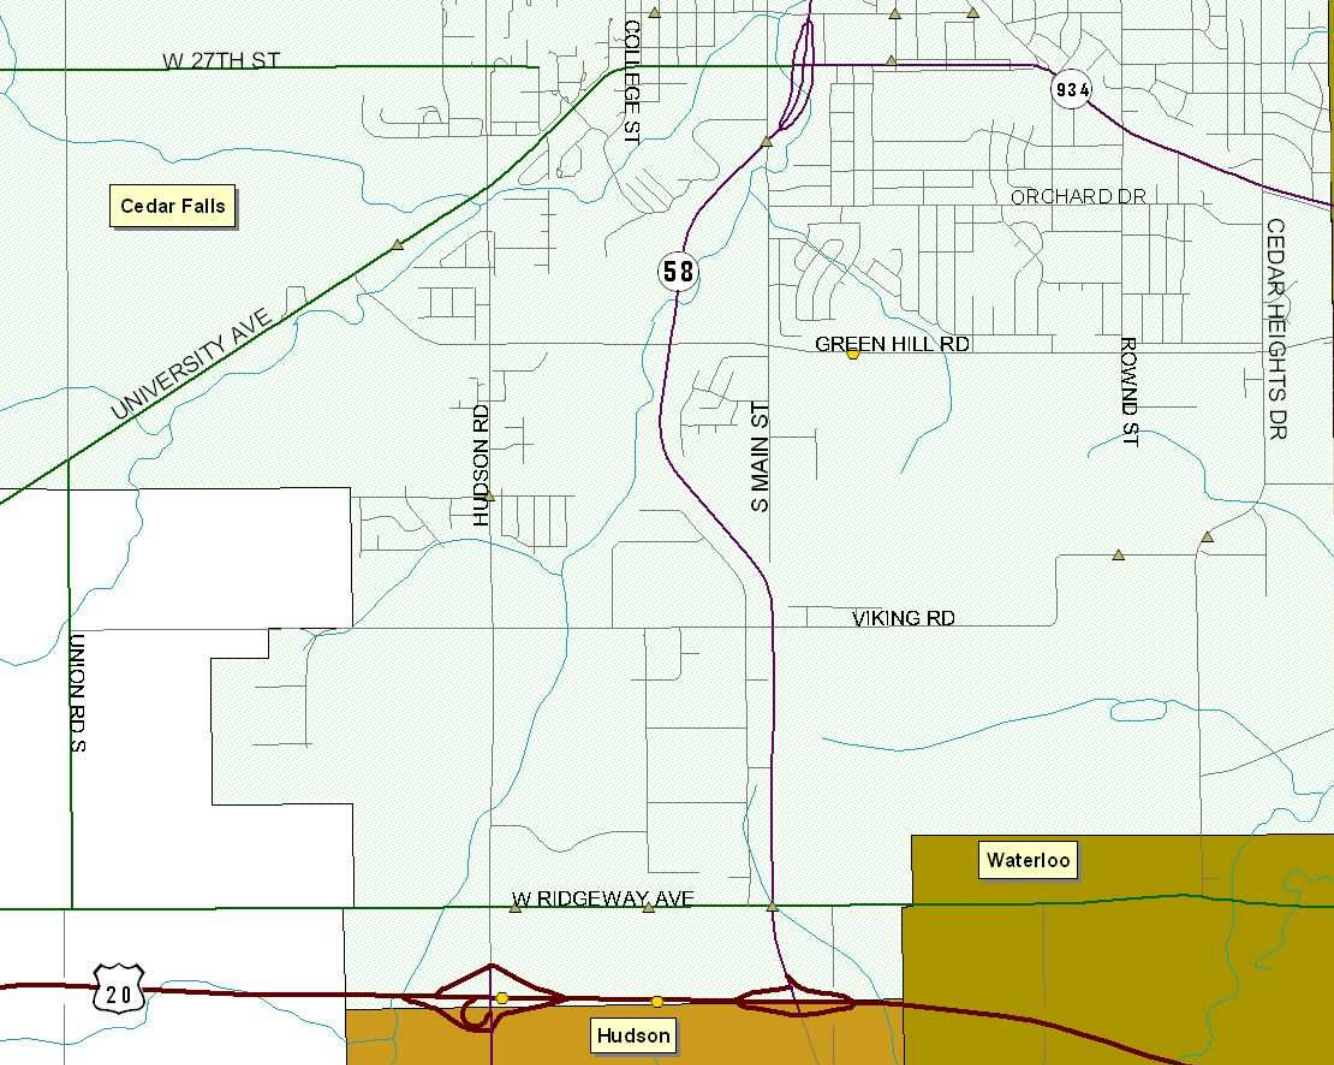 W 27TH ST
COLLEGE ST
934
Cedar Falls
ORCHARD DR
58
CEDAR HEIGHTS DR
UNIVERSITY AVE
GREEN HILL RD
ROWND ST
HUDSON RD
S MAIN ST
VIKING RD
UNION RD S
Waterloo
W RIDGEWAY AVE
20
Hudson